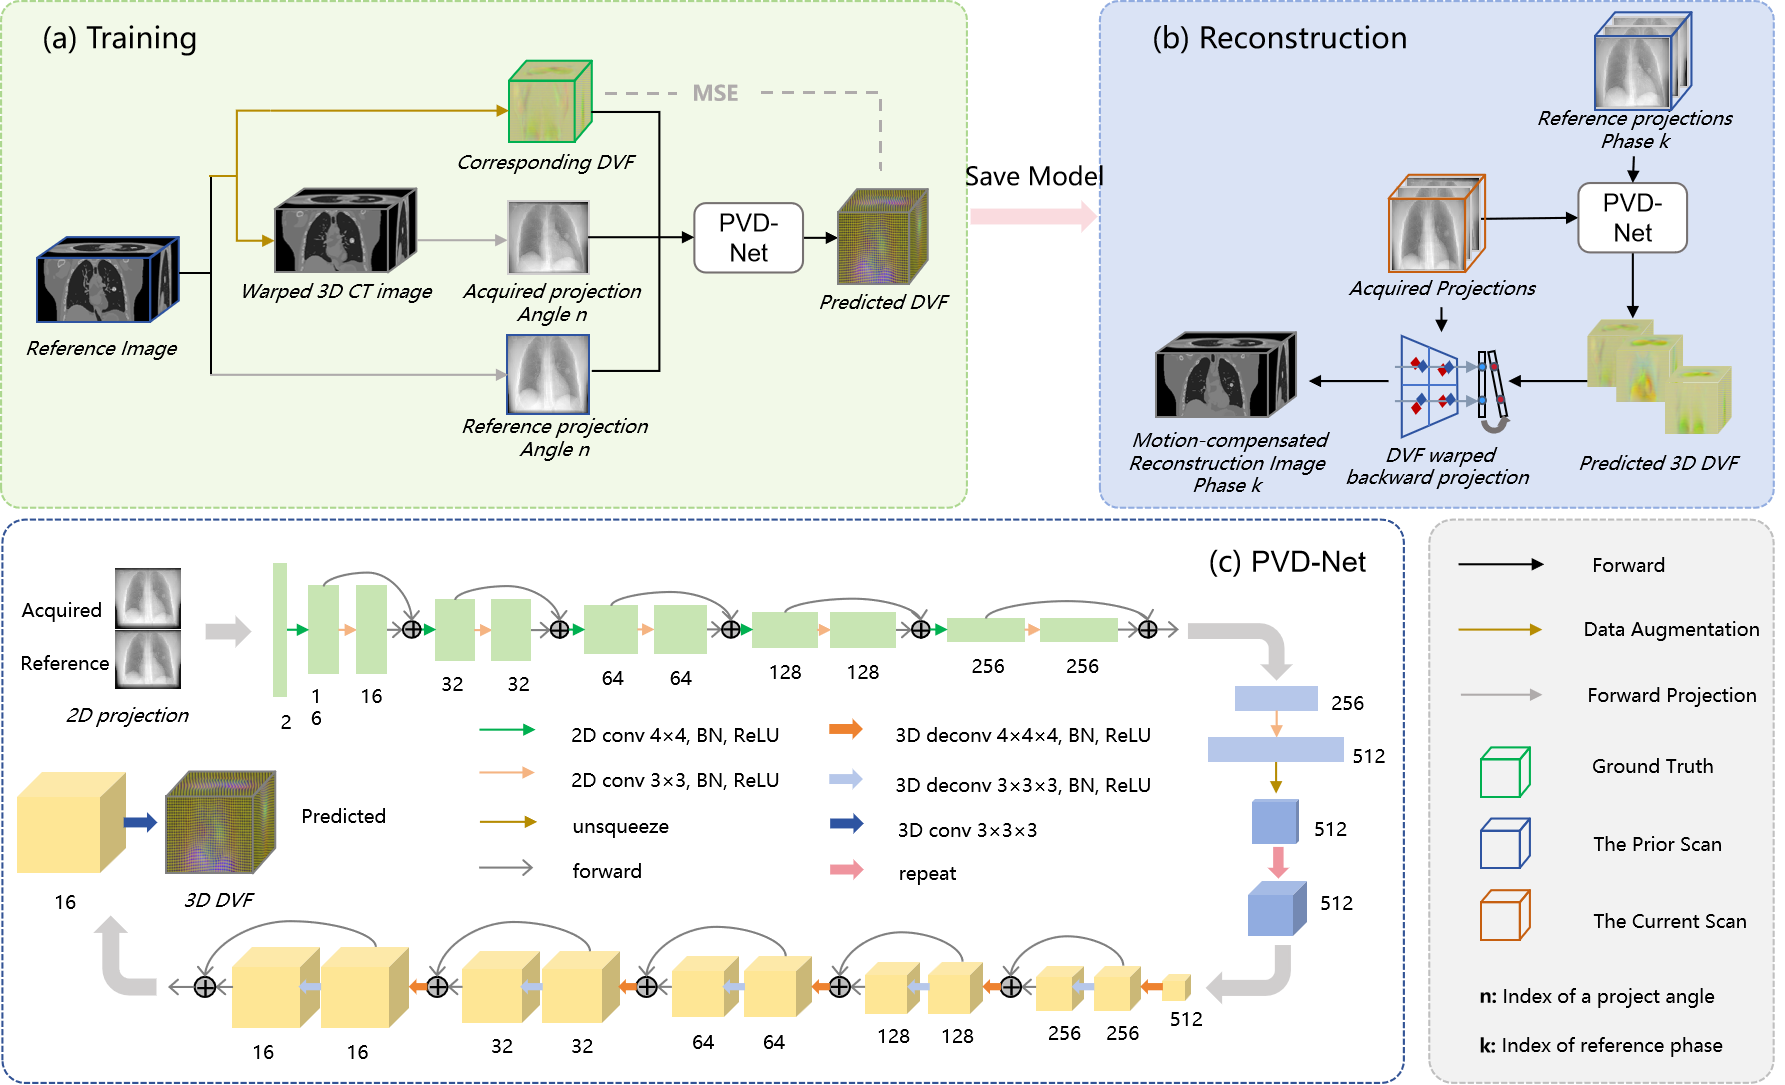 (a) Training
MSE
Corresponding DVF
Warped 3D CT image
Acquired projection
Angle n
PVD-
Net
Predicted DVF
Reference Image
Reference projection
Angle n
Save Model
(b) Reconstruction
Reference projections
Phase k
PVD-
Net
Acquired Projections
Motion-compensated
Reconstruction Image
Phase k
DVF warped
backward projection
Predicted 3D DVF
(c) PVD-Net
Acquired
Reference
2D projection
2
1
6
16
32
32
64
64
128
128
256
256
256
512
512
512
2D conv 4×4, BN, ReLU
2D conv 3×3, BN, ReLU
unsqueeze
forward
3D deconv 4×4×4, BN, ReLU
3D deconv 3×3×3, BN, ReLU
3D conv 3×3×3
repeat
Predicted
16
3D DVF
16
16
32
32
64
64
128
128
256
256
512
Forward
Data Augmentation
Forward Projection
Ground Truth
The Prior Scan
The Current Scan
n: Index of a project angle
k: Index of reference phase